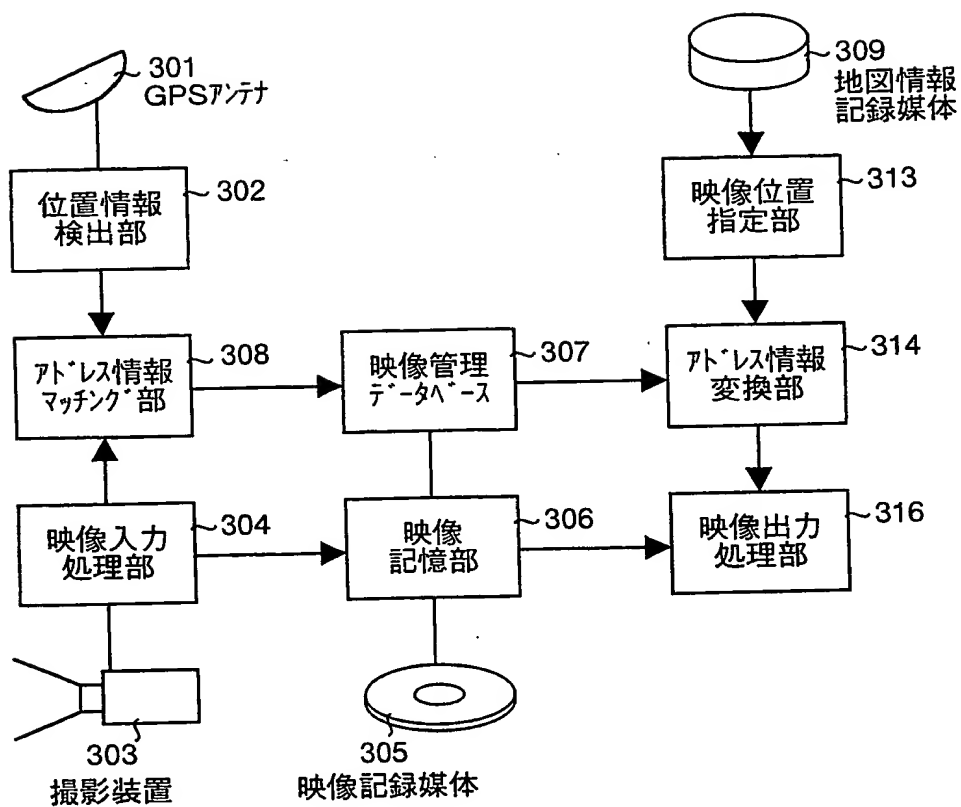 301
GPSアンテナ
309
地図情報
記録媒体
位置情報
検出部
302
映像位置
指定部
313
アドレス情報
マッチング部
308
映像管理
データベース
307
アドレス情報
変換部
314
映像入力
処理部
304
映像
記憶部
306
映像出力
処理部
316
303
撮影装置
305
映像記録媒体